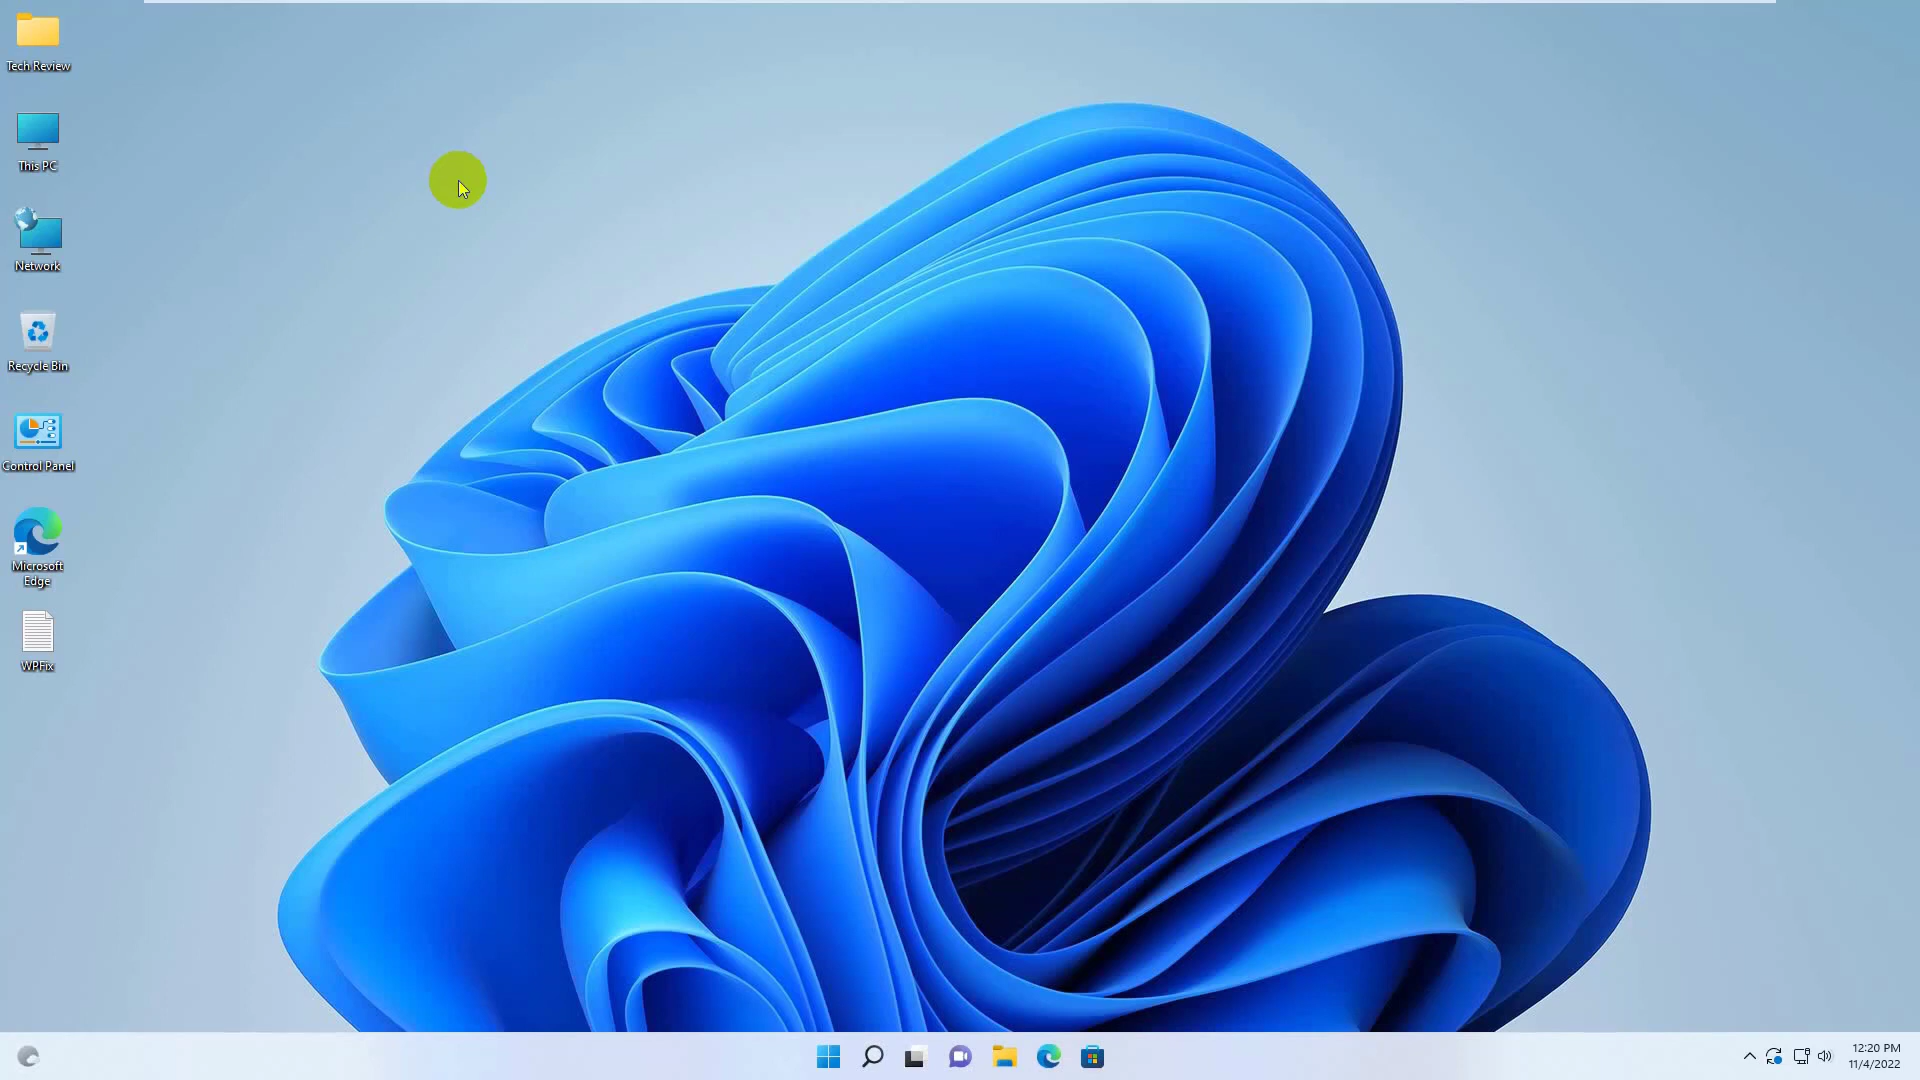 Tech Review
This PC
Network
Recycle Bin
Control Panel
Microsoft
Edge
WPFix
12:20 PM
11/4/2022